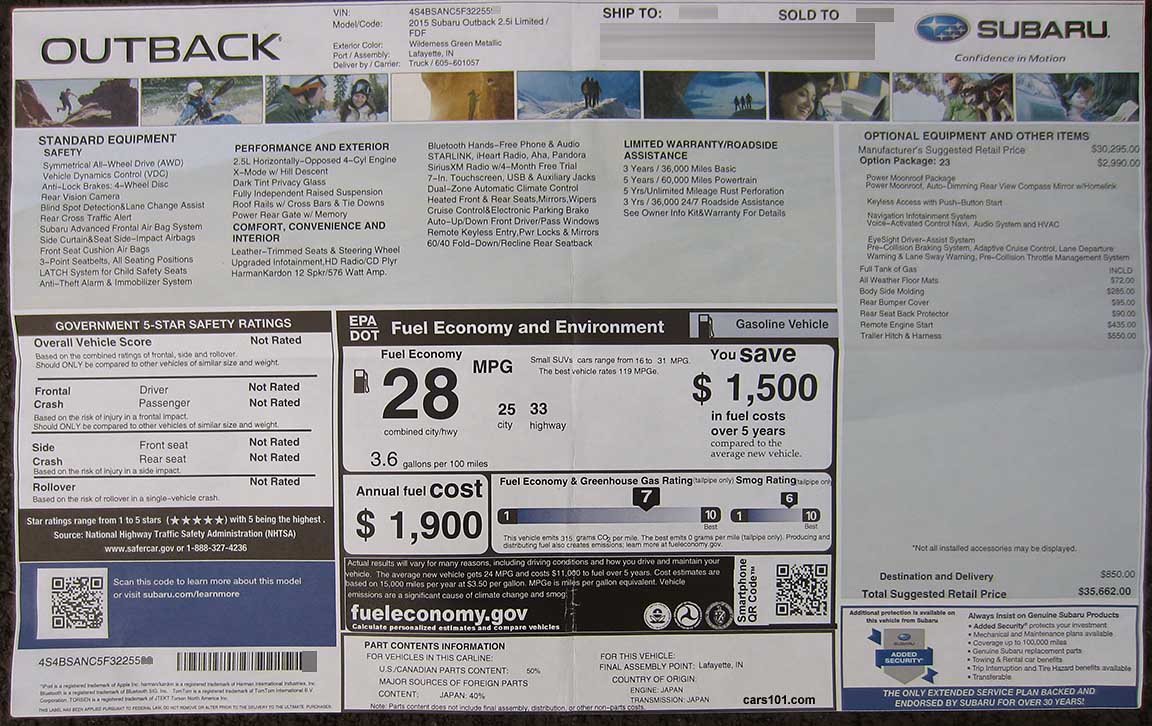 OUTBACK
VIN: 4S4BSANC5F32255
Model/Code: 2015 Subaru Outback 2.5i Limited /
FDF
Exterior Color: Wilderness Green Metallic
Port / Assembly: Lafayette, IN
Deliver by / Carrier: Truck / 605-601057
SHIP TO:
SOLD TO
SUBARU
Confidence in Motion
STANDARD EQUIPMENT
SAFETY
Symmetrical All-Wheel Drive (AWD)
Vehicle Dynamics Control (VDC)
Anti-Lock Brakes: 4-Wheel Disc
Rear Vision Camera
Blind Spot Detection&Lane Change Assist
Rear Cross Traffic Alert
Subaru Advanced Frontal Air Bag System
Side Curtain&Seat Side-Impact Airbags
Front Seat Cushion Air Bags
3-Point Seatbelts, All Seating Positions
LATCH System for Child Safety Seats
Anti-Theft Alarm & Immobilizer System
PERFORMANCE AND EXTERIOR
2.5L Horizontally-Opposed 4-Cyl Engine
X-Mode w/ Hill Descent
Dark Tint Privacy Glass
Fully Independent Raised Suspension
Roof Rails w/ Cross Bars & Tie Downs
Power Rear Gate w/ Memory
COMFORT, CONVENIENCE AND
INTERIOR
Leather-Trimmed Seats & Steering Wheel
Upgraded Infotainment,HD Radio/CD Plyr
HarmanKardon 12 Spkr/576 Watt Amp.
Bluetooth Hands-Free Phone & Audio
STARLINK, iHeart Radio, Aha, Pandora
SiriusXM Radio w/4-Month Free Trial
7-In. Touchscreen, USB & Auxiliary Jacks
Dual-Zone Automatic Climate Control
Heated Front & Rear Seats,Mirrors,Wipers
Cruise Control&Electronic Parking Brake
Auto-Up/Down Front Driver/Pass Windows
Remote Keyless Entry,Pwr Locks & Mirrors
60/40 Fold-Down/Recline Rear Seatback
LIMITED WARRANTY/ROADSIDE
ASSISTANCE
3 Years / 36,000 Miles Basic
5 Years / 60,000 Miles Powertrain
5 Yrs/Unlimited Mileage Rust Perforation
3 Yrs / 36,000 24/7 Roadside Assistance
See Owner Info Kit&Warranty For Details
OPTIONAL EQUIPMENT AND OTHER ITEMS
Manufacturer's Suggested Retail Price $30,295.00
Option Package: 23 $2,990.00
Power Moonroof Package
Power Moonroof, Auto-Dimming Rear View Compass Mirror w/Homelink
Keyless Access with Push-Button Start
Navigation Infotainment System
Voice-Activated Control Navi, Audio System and HVAC
EyeSight Driver-Assist System
Pre-Collision Braking System, Adaptive Cruise Control, Lane Departure
Warning & Lane Sway Warning, Pre-Collision Throttle Management System
Full Tank of Gas INCLD
All Weather Floor Mats $72.00
Body Side Molding $285.00
Rear Bumper Cover $95.00
Rear Seat Back Protector $90.00
Remote Engine Start $435.00
Trailer Hitch & Harness $550.00
*Not all installed accessories may be displayed.
Destination and Delivery $850.00
Total Suggested Retail Price $35,662.00
GOVERNMENT 5-STAR SAFETY RATINGS
Overall Vehicle Score Not Rated
Based on the combined ratings of frontal, side and rollover.
Should ONLY be compared to other vehicles of similar size and weight.
Frontal Driver Not Rated
Crash Passenger Not Rated
Based on the risk of injury in a frontal impact.
Should ONLY be compared to other vehicles of similar size and weight.
Side Front seat Not Rated
Crash Rear seat Not Rated
Based on the risk of injury in a side impact.
Rollover Not Rated
Based on the risk of rollover in a single-vehicle crash.
Star ratings range from 1 to 5 stars (★★★★★) with 5 being the highest.
Source: National Highway Traffic Safety Administration (NHTSA)
www.safercar.gov or 1-888-327-4236
Scan this code to learn more about this model
or visit subaru.com/learnmore
4S4BSANC5F32255
EPA
DOT
Fuel Economy and Environment
Gasoline Vehicle
Fuel Economy
28
MPG
combined city/hwy
25 33
city highway
3.6 gallons per 100 miles
Small SUVs cars range from 16 to 31 MPG.
The best vehicle rates 119 MPGe.
You save
$ 1,500
in fuel costs
over 5 years
compared to the
average new vehicle.
Annual fuel cost
$ 1,900
Fuel Economy & Greenhouse Gas Rating (tailpipe only) Smog Rating (tailpipe only)
7 6
1 10 1 10
Best Best
This vehicle emits 315 grams CO2 per mile. The best emits 0 grams per mile (tailpipe only). Producing and
distributing fuel also creates emissions; learn more at fueleconomy.gov.
Actual results will vary for many reasons, including driving conditions and how you drive and maintain your
vehicle. The average new vehicle gets 24 MPG and costs $11,000 to fuel over 5 years. Cost estimates are
based on 15,000 miles per year at $3.50 per gallon. MPGe is miles per gallon equivalent. Vehicle
emissions are a significant cause of climate change and smog.
fueleconomy.gov
Calculate personalized estimates and compare vehicles
Smartphone
QR Code™
PART CONTENTS INFORMATION
FOR VEHICLES IN THIS CARLINE:
U.S./CANADIAN PARTS CONTENT: 50%
MAJOR SOURCES OF FOREIGN PARTS
CONTENT: JAPAN: 40%
Note: Parts content does not include final assembly, distribution, or other non-parts costs.
FOR THIS VEHICLE:
FINAL ASSEMBLY POINT: Lafayette, IN
COUNTRY OF ORIGIN:
ENGINE: JAPAN
TRANSMISSION: JAPAN
cars101.com
Additional protection is available on
this vehicle from Subaru
SUBARU
ADDED
SECURITY
Always Insist on Genuine Subaru Products
• Added Security® protects your investment
• Mechanical and Maintenance plans available
• Coverage up to 100,000 miles
• Genuine Subaru replacement parts
• Towing & Rental car benefits
• Trip Interruption and Tire Hazard benefits available
• Transferable
THE ONLY EXTENDED SERVICE PLAN BACKED AND
ENDORSED BY SUBARU FOR OVER 30 YEARS!